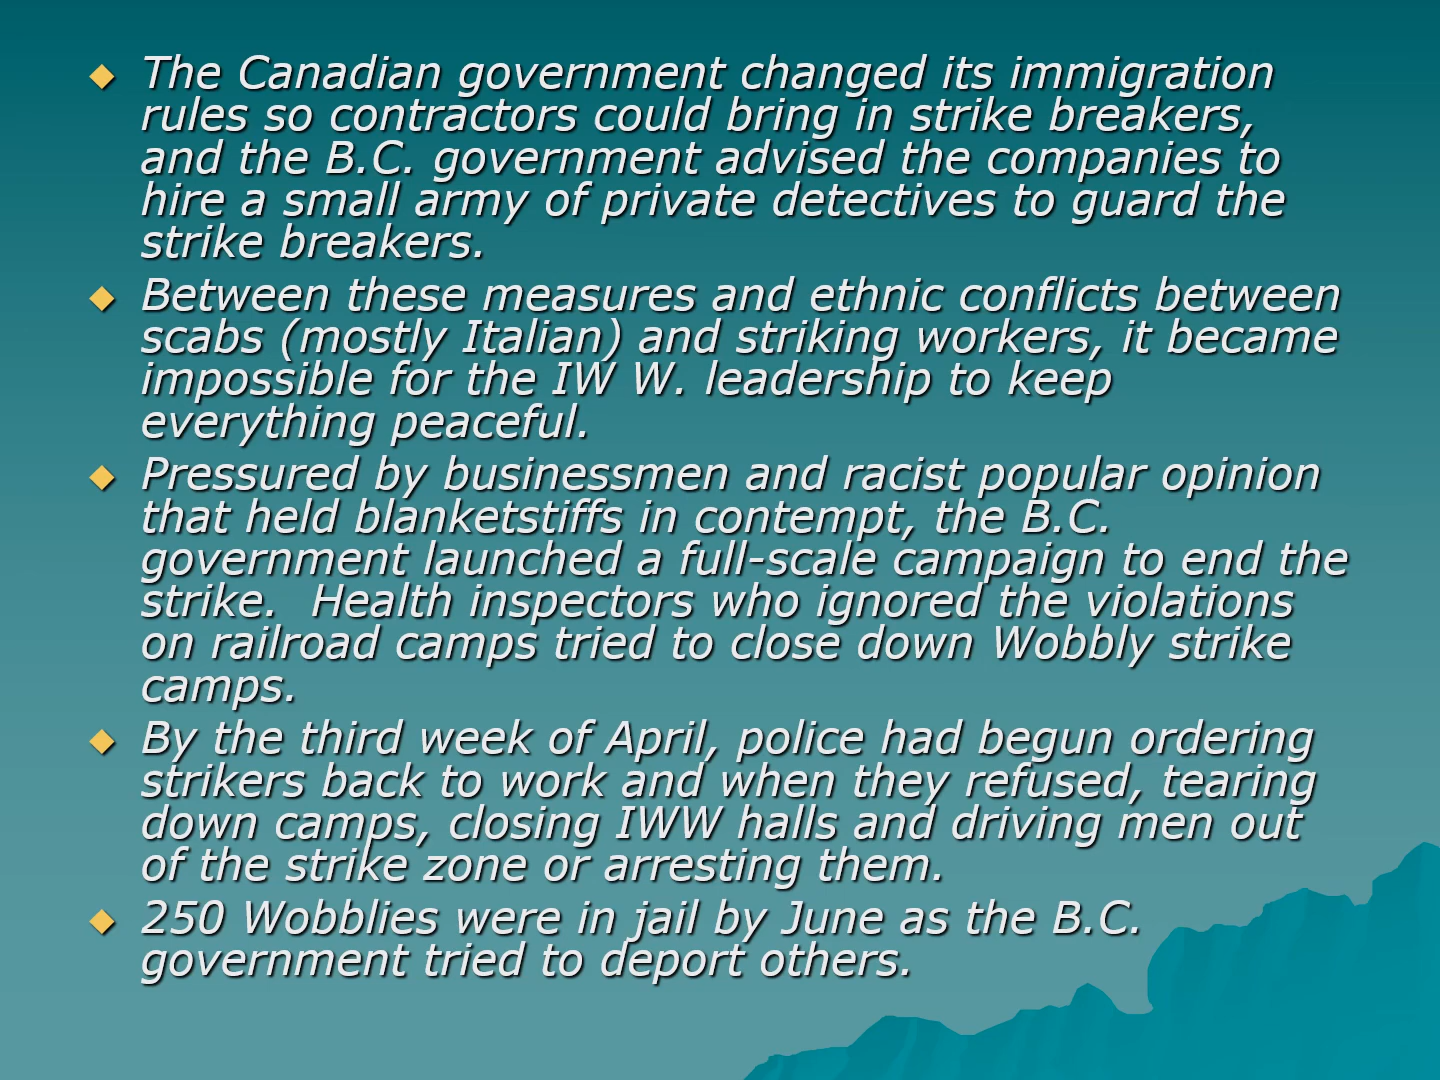 The Canadian government changed its immigration
rules so contractors could bring in strike breakers,
and the B.C. government advised the companies to
hire a small army of private detectives to guard the
strike breakers.
Between these measures and ethnic conflicts between
scabs (mostly Italian) and striking workers, it became
impossible for the IW W. leadership to keep
everything peaceful.
Pressured by businessmen and racist popular opinion
that held blanketstiffs in contempt, the B.C.
government launched a full-scale campaign to end the
strike.  Health inspectors who ignored the violations
on railroad camps tried to close down Wobbly strike
camps.
By the third week of April, police had begun ordering
strikers back to work and when they refused, tearing
down camps, closing IWW halls and driving men out
of the strike zone or arresting them.
250 Wobblies were in jail by June as the B.C.
government tried to deport others.